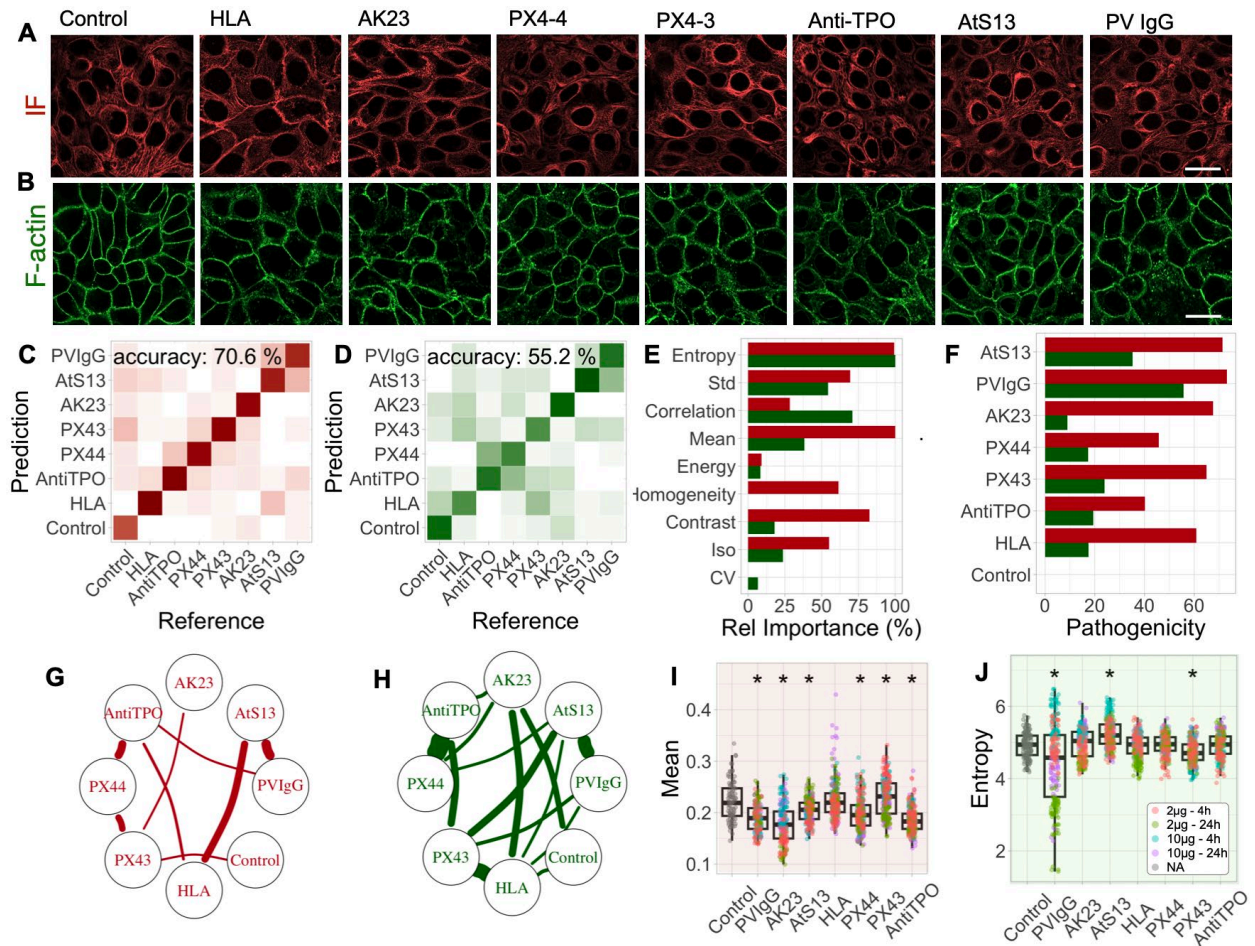 A
Control
HLA
AK23
PX4-4
PX4-3
Anti-TPO
AtS13
PV IgG
IF
B
F-actin
C
accuracy: 70.6 %
Prediction
PVIgG
AtS13
AK23
PX43
PX44
AntiTPO
HLA
Control
Control
HLA
AntiTPO
PX44
PX43
AK23
AtS13
PVIgG
Reference
D
accuracy: 55.2 %
Prediction
PVIgG
AtS13
AK23
PX43
PX44
AntiTPO
HLA
Control
Control
HLA
AntiTPO
PX44
PX43
AK23
AtS13
PVIgG
Reference
E
Entropy
Std
Correlation
Mean
Energy
Homogeneity
Contrast
Iso
CV
0 25 50 75 100
Rel Importance (%)
F
AtS13
PVIgG
AK23
PX44
PX43
AntiTPO
HLA
Control
0 20 40 60
Pathogenicity
G
AK23
AntiTPO
AtS13
PX44
PVIgG
PX43
Control
HLA
H
AK23
AntiTPO
AtS13
PX44
PVIgG
PX43
Control
HLA
I
* * * * * *
Mean
0.4
0.3
0.2
0.1
Control
PVIgG
AK23
AtS13
HLA
PX44
PX43
AntiTPO
J
* * *
Entropy
6
4
2
2µg - 4h
2µg - 24h
10µg - 4h
10µg - 24h
NA
Control
PVIgG
AK23
AtS13
HLA
PX44
PX43
AntiTPO